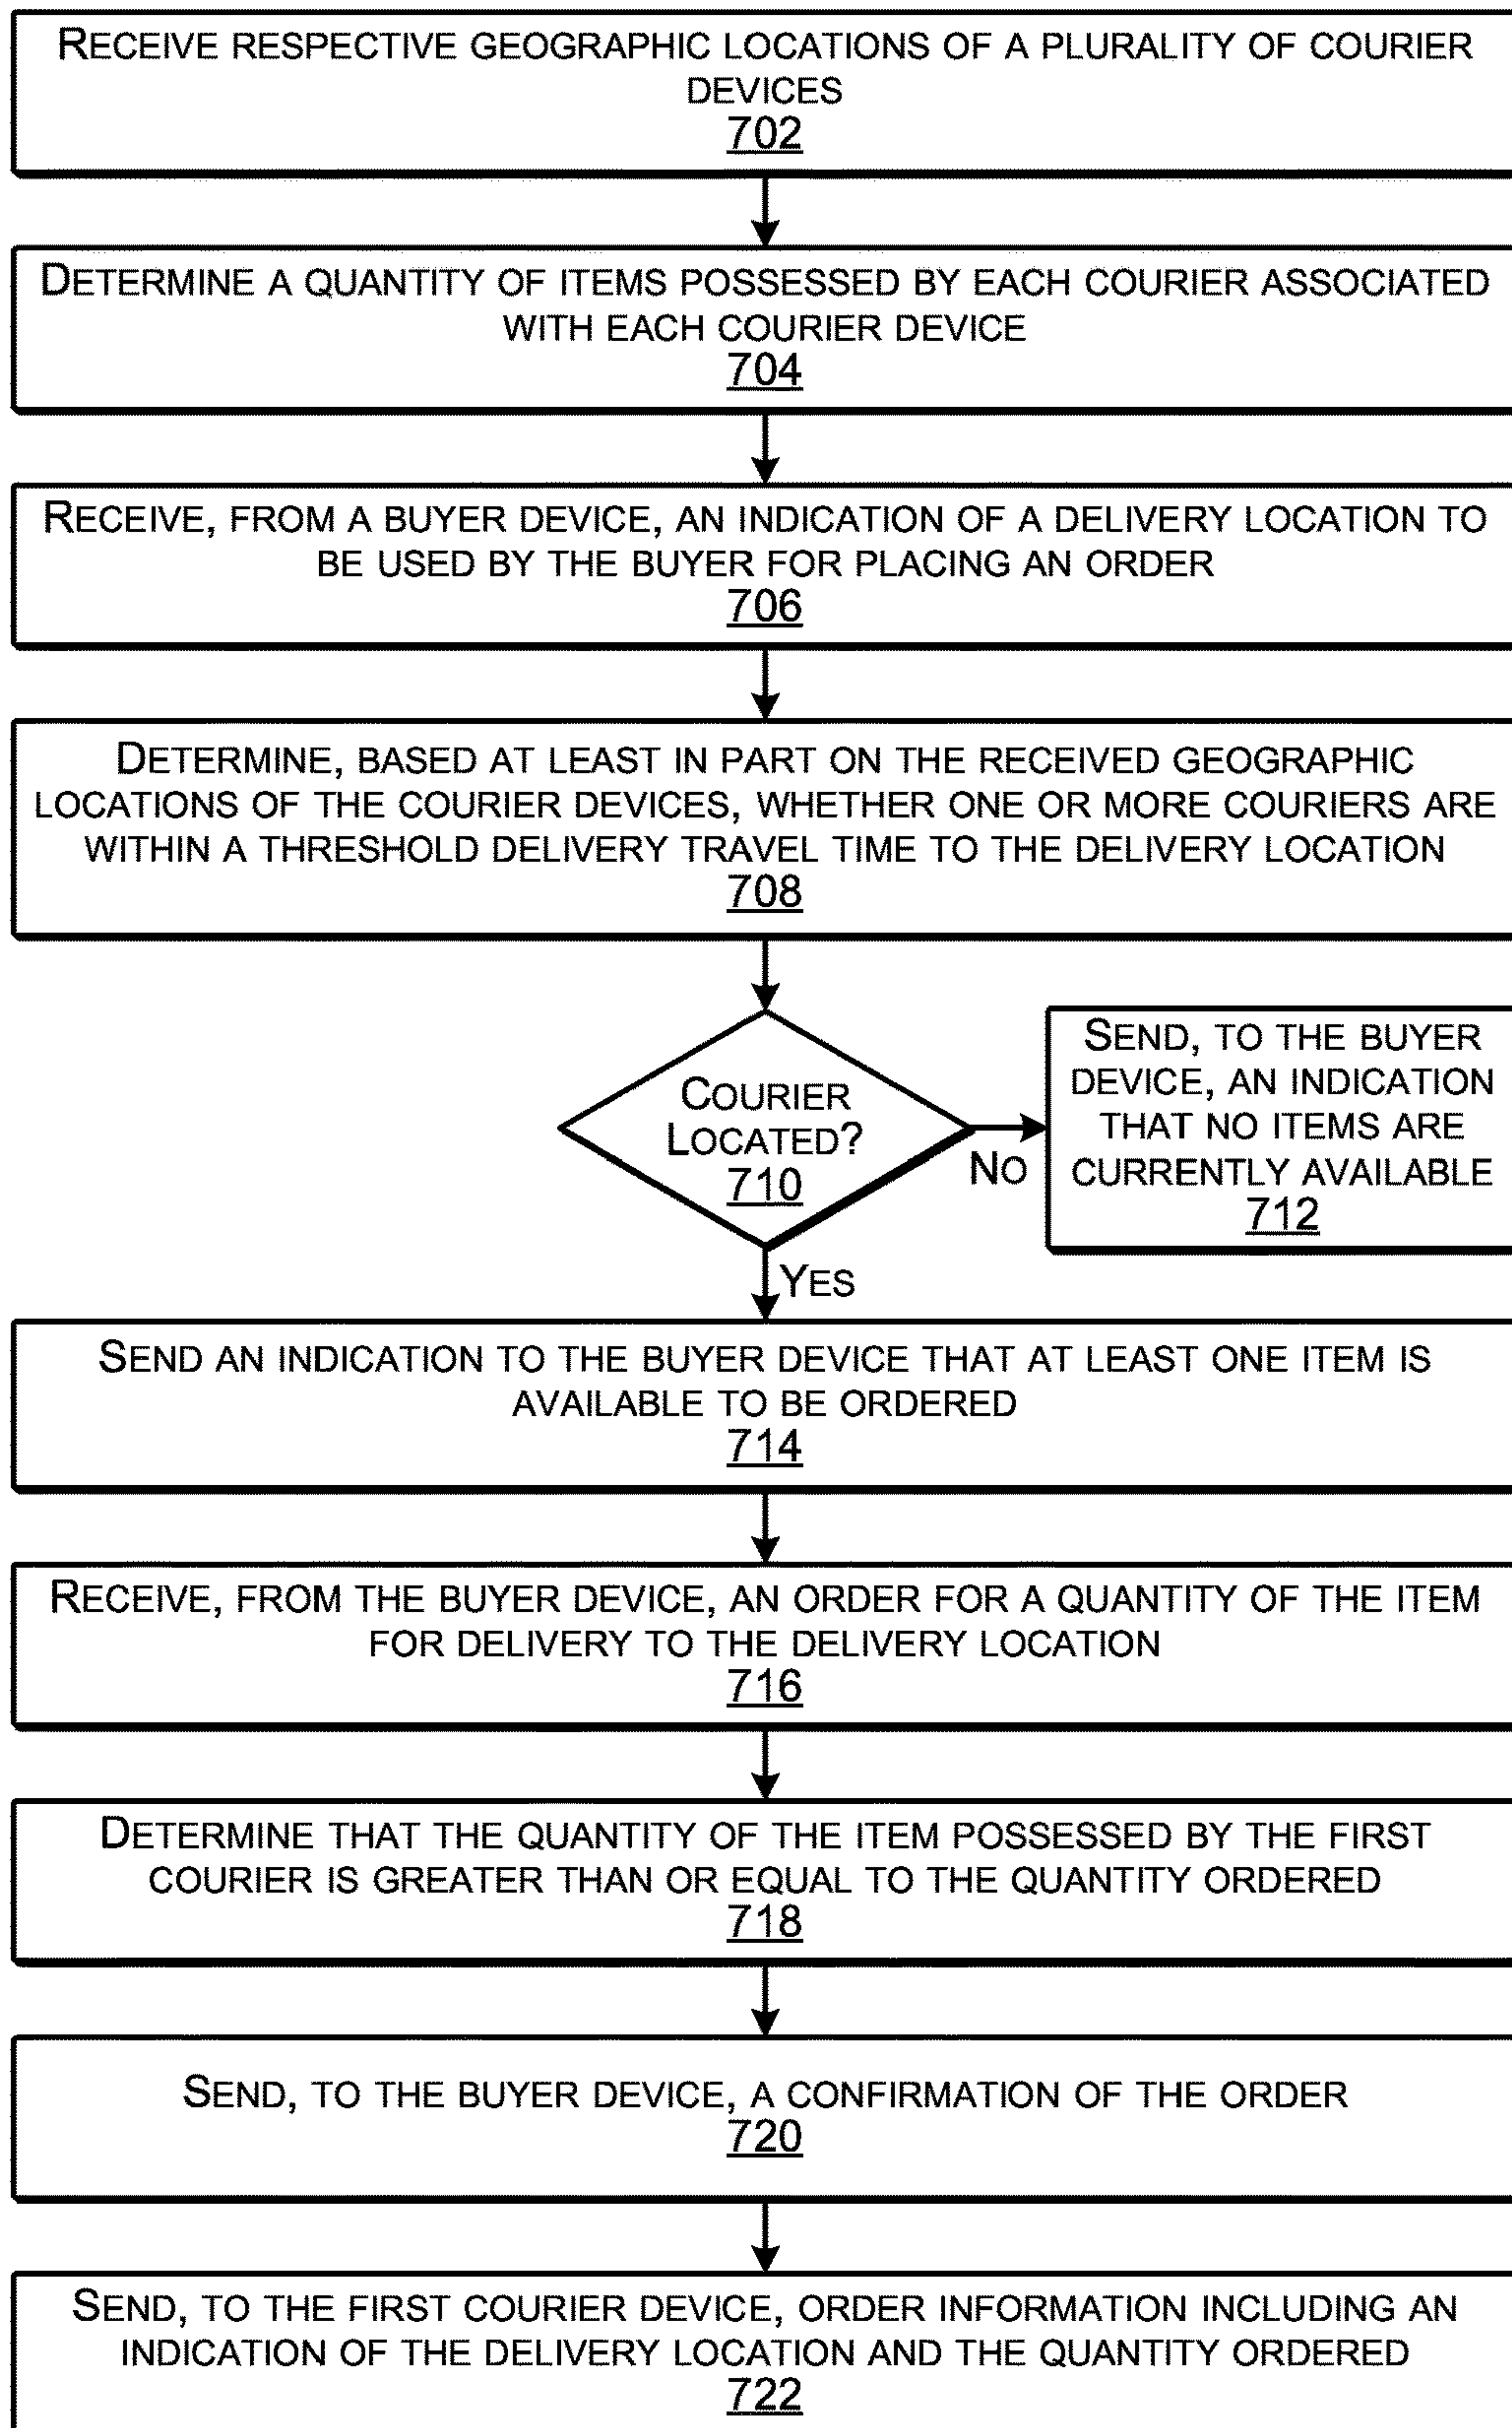 RECEIVE RESPECTIVE GEOGRAPHIC LOCATIONS OF A PLURALITY OF COURIER
DEVICES
702
DETERMINE A QUANTITY OF ITEMS POSSESSED BY EACH COURIER ASSOCIATED
WITH EACH COURIER DEVICE
704
RECEIVE, FROM A BUYER DEVICE, AN INDICATION OF A DELIVERY LOCATION TO
BE USED BY THE BUYER FOR PLACING AN ORDER
706
DETERMINE, BASED AT LEAST IN PART ON THE RECEIVED GEOGRAPHIC
LOCATIONS OF THE COURIER DEVICES, WHETHER ONE OR MORE COURIERS ARE
WITHIN A THRESHOLD DELIVERY TRAVEL TIME TO THE DELIVERY LOCATION
708
COURIER
LOCATED?
710
NO
SEND, TO THE BUYER
DEVICE, AN INDICATION
THAT NO ITEMS ARE
CURRENTLY AVAILABLE
712
YES
SEND AN INDICATION TO THE BUYER DEVICE THAT AT LEAST ONE ITEM IS
AVAILABLE TO BE ORDERED
714
RECEIVE, FROM THE BUYER DEVICE, AN ORDER FOR A QUANTITY OF THE ITEM
FOR DELIVERY TO THE DELIVERY LOCATION
716
DETERMINE THAT THE QUANTITY OF THE ITEM POSSESSED BY THE FIRST
COURIER IS GREATER THAN OR EQUAL TO THE QUANTITY ORDERED
718
SEND, TO THE BUYER DEVICE, A CONFIRMATION OF THE ORDER
720
SEND, TO THE FIRST COURIER DEVICE, ORDER INFORMATION INCLUDING AN
INDICATION OF THE DELIVERY LOCATION AND THE QUANTITY ORDERED
722